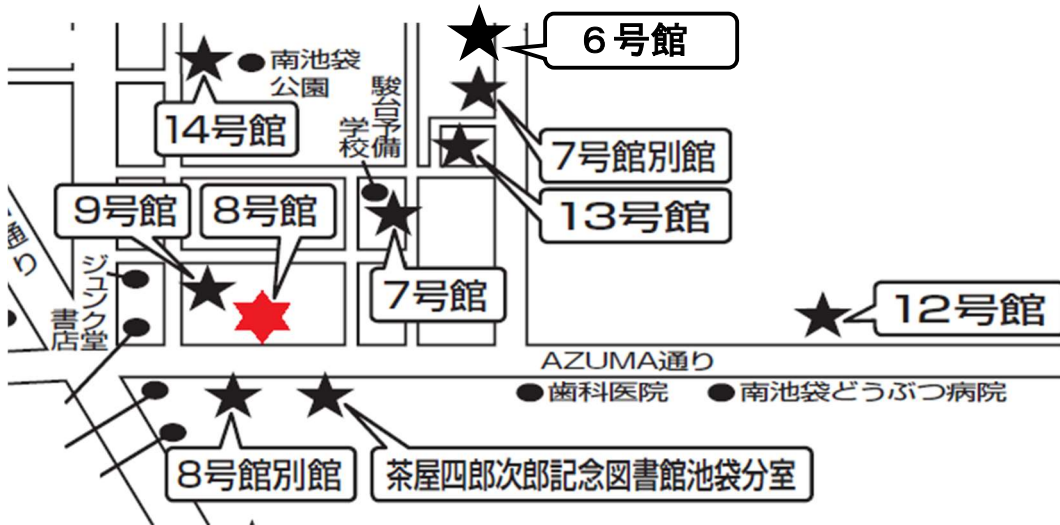 6号館
南池袋
公園
14号館
駿台予備
学校
7号館別館
13号館
9号館
8号館
7号館
通り
ジュンク堂
書店
12号館
AZUMA通り
歯科医院
南池袋どうぶつ病院
8号館別館
茶屋四郎次郎記念図書館池袋分室